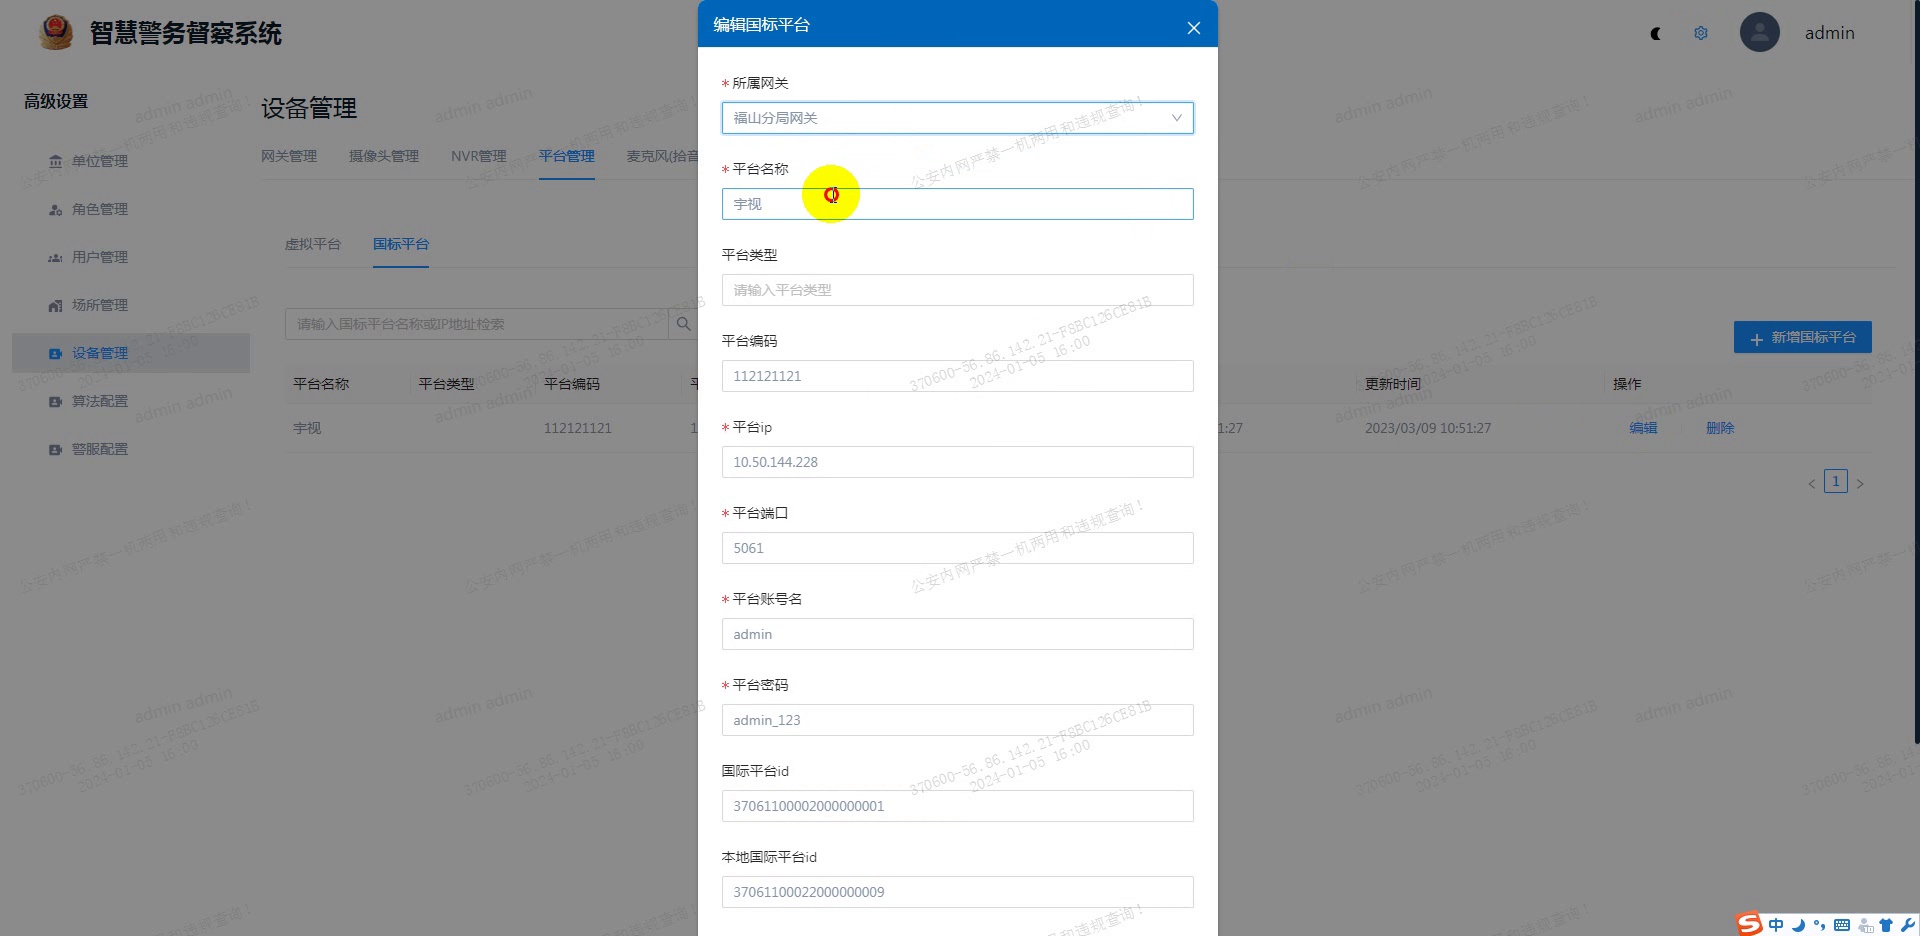 智慧警务督察系统
admin
高级设置
单位管理
角色管理
用户管理
场所管理
设备管理
算法配置
警服配置
设备管理
网关管理
摄像头管理
NVR管理
平台管理
麦克风(拾音
虚拟平台
国标平台
请输入国标平台名称或IP地址检索
新增国标平台
平台名称
平台类型
平台编码
更新时间
操作
宇视
112121121
1
1:27
2023/03/09 10:51:27
编辑
删除
1
编辑国标平台
* 所属网关
福山分局网关
* 平台名称
宇视
平台类型
请输入平台类型
平台编码
112121121
* 平台ip
10.50.144.228
* 平台端口
5061
* 平台账号名
admin
* 平台密码
admin_123
国际平台id
37061100002000000001
本地国际平台id
37061100022000000009
admin admin
公安内网严禁一机两用和违规查询！
370600-56.86.142.21-F8BC126CE81B
2024-01-05 16:00
中